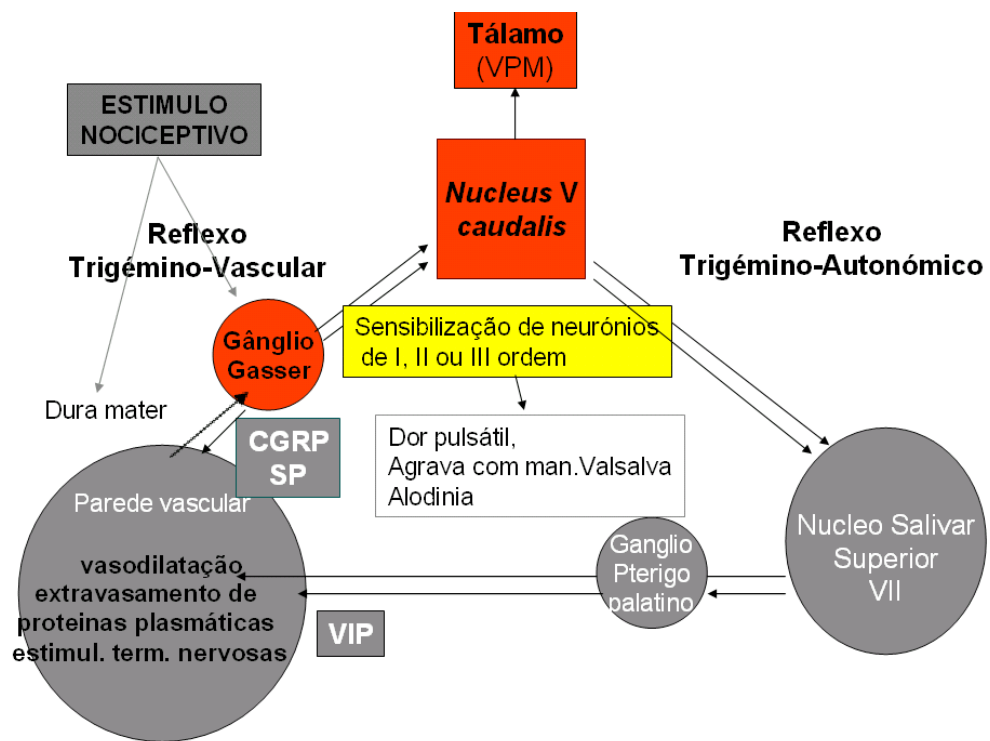 Tálamo
(VPM)
ESTIMULO
NOCICEPTIVO
Nucleus V
caudalis
Reflexo
Trigémino-Vascular
Reflexo
Trigémino-Autonómico
Gânglio
Gasser
Sensibilização de neurónios
de I, II ou III ordem
Dura mater
CGRP
SP
Dor pulsátil,
Agrava com man.Valsalva
Alodinia
Parede vascular
vasodilatação
extravasamento de
proteinas plasmáticas
estimul. term. nervosas
VIP
Ganglio
Pterigo
palatino
Nucleo Salivar
Superior
VII